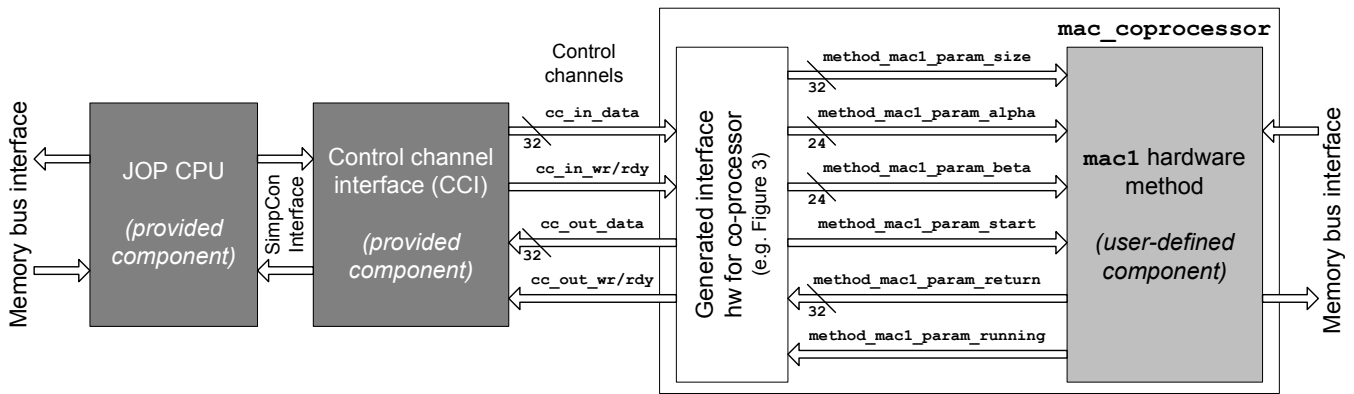 Memory bus interface
JOP CPU
(provided
component)
SimpCon
Interface
Control channel
interface (CCI)
(provided
component)
Control
channels
cc_in_data
32
cc_in_wr/rdy
cc_out_data
32
cc_out_wr/rdy
Generated interface
hw for co-processor
(e.g. Figure 3)
mac_coprocessor
method_mac1_param_size
32
method_mac1_param_alpha
24
method_mac1_param_beta
24
method_mac1_param_start
method_mac1_param_return
32
method_mac1_param_running
mac1 hardware
method
(user-defined
component)
Memory bus interface